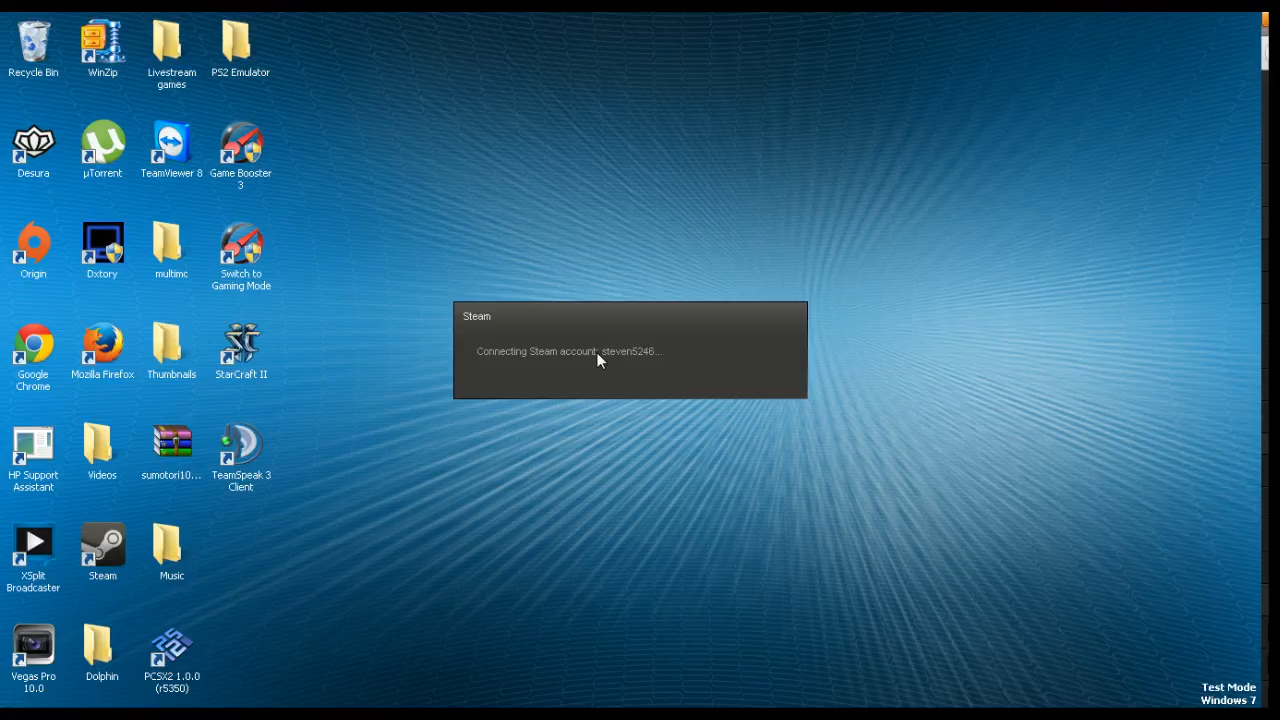 Recycle Bin
WinZip
Livestream
games
PS2 Emulator
Desura
µTorrent
TeamViewer 8
Game Booster
3
Origin
Dxtory
multimc
Switch to
Gaming Mode
Google
Chrome
Mozilla Firefox
Thumbnails
StarCraft II
HP Support
Assistant
Videos
sumotori10...
TeamSpeak 3
Client
XSplit
Broadcaster
Steam
Music
Vegas Pro
10.0
Dolphin
PCSX2 1.0.0
(r5350)
Steam
Connecting Steam account: steven5246...
Test Mode
Windows 7